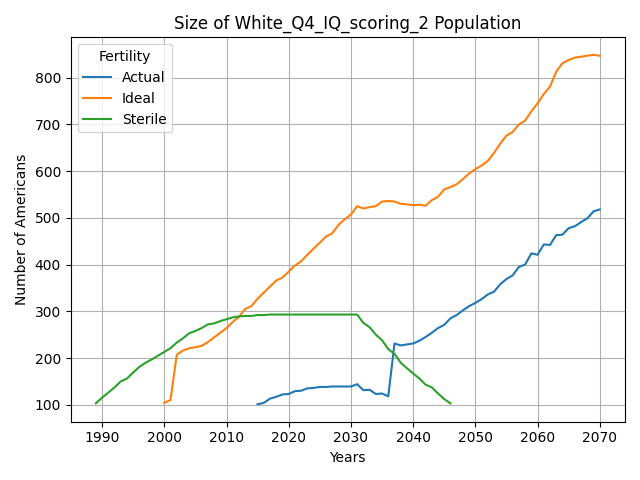 Size of White_Q4_IQ_scoring_2 Population
Fertility
Actual
Ideal
Sterile
Number of Americans
800
700
600
500
400
300
200
100
1990 2000 2010 2020 2030 2040 2050 2060 2070
Years